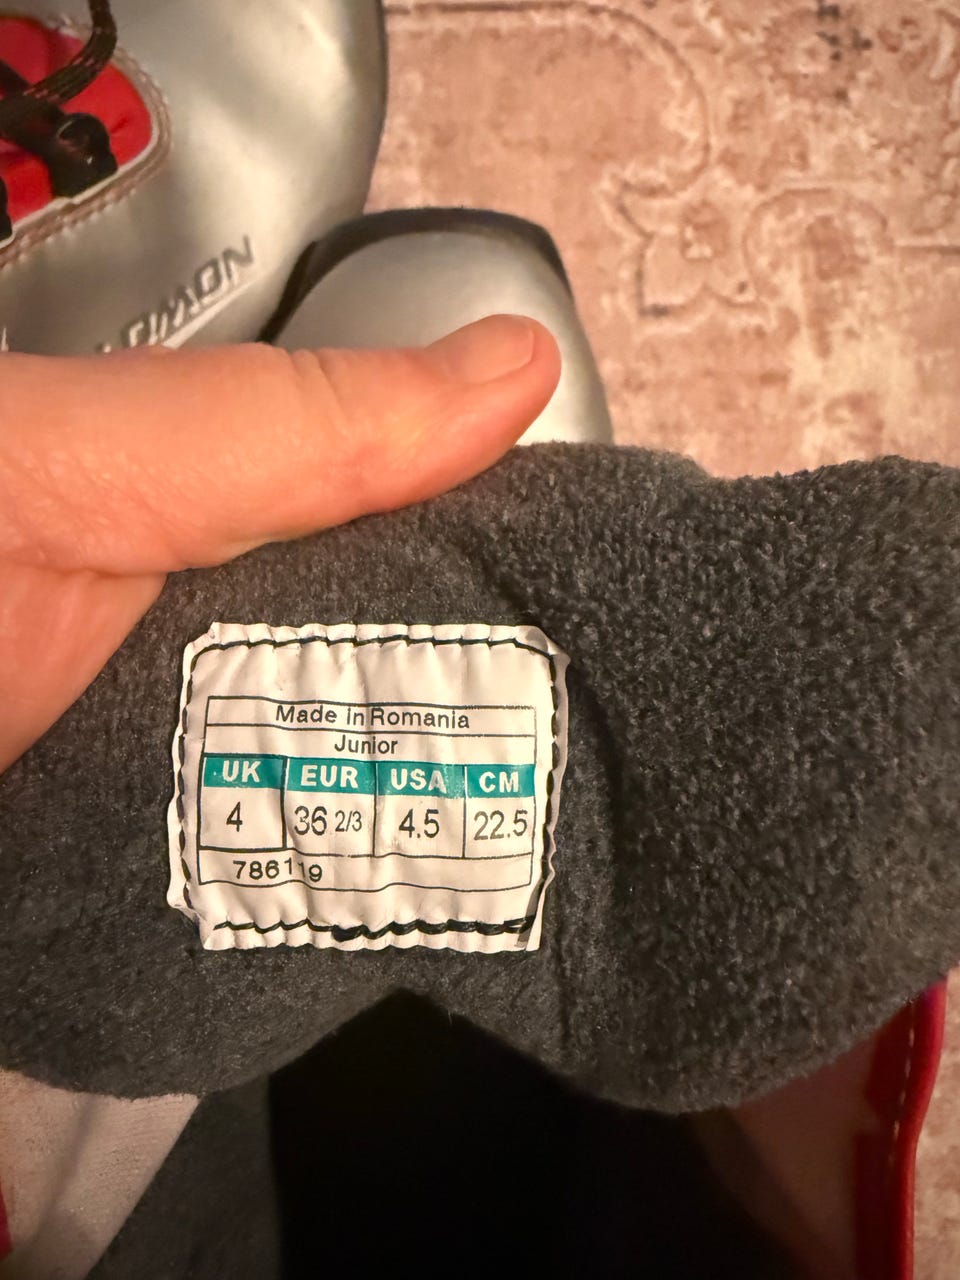 Made in Romania
Junior
UK EUR USA CM
4 36 2/3 4.5 22.5
786119